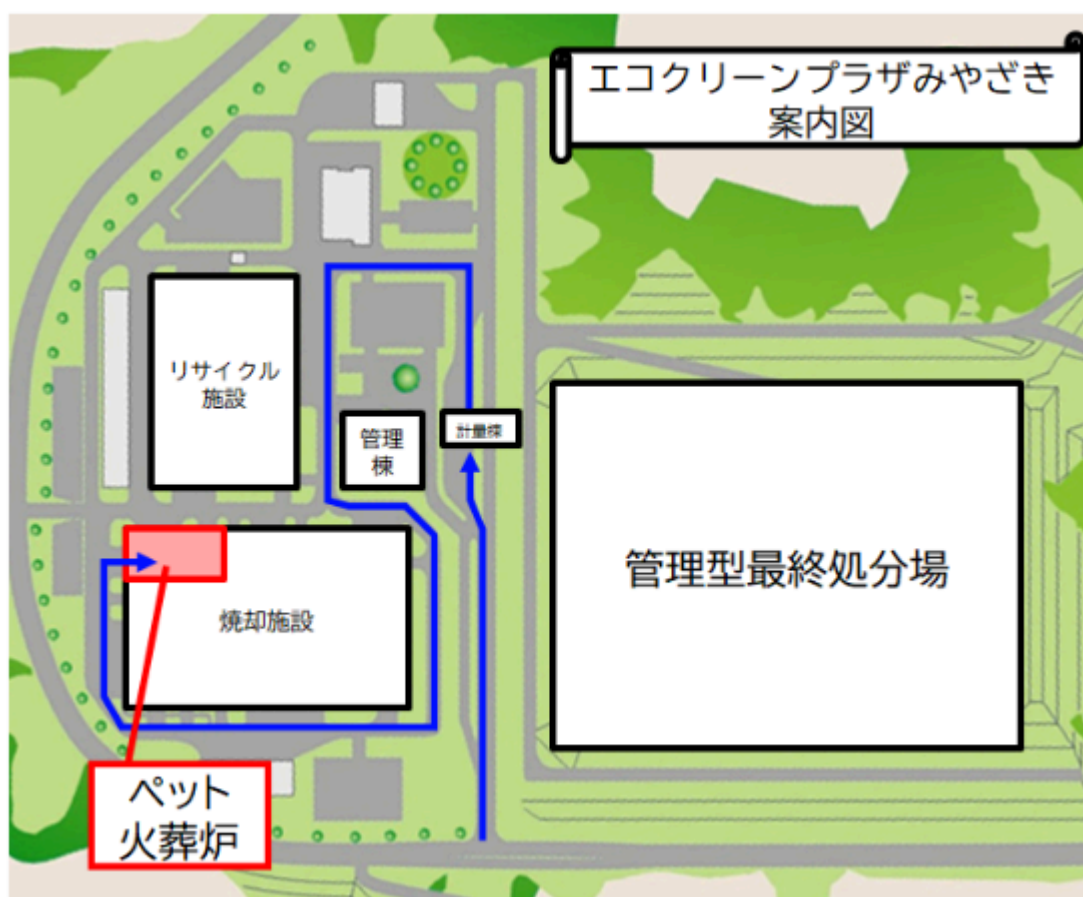 エコクリーンプラザみやざき
案内図
リサイクル
施設
管理
棟
計量棟
管理型最終処分場
焼却施設
ペット
火葬炉